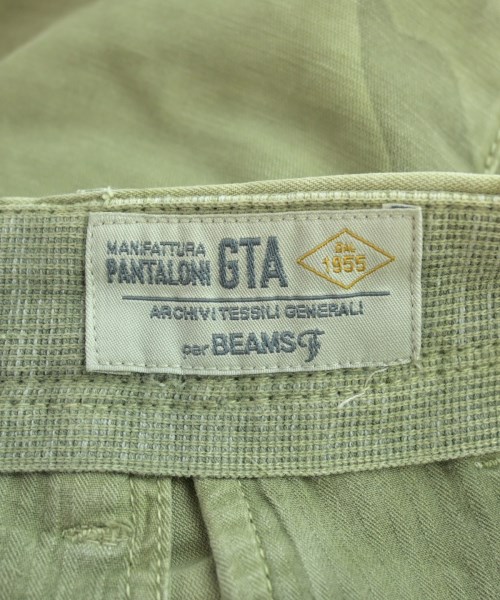 MANIFATTURA
PANTALONI GTA
DAL
1955
ARCHIVI TESSILI GENERALI
per BEAMS F